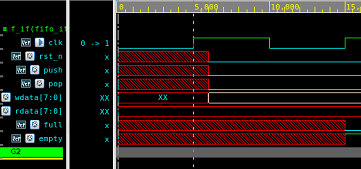 0 5,000 10,000 15,
f_if(fifo_if
clk 0 -> 1
rst_n x
push x
pop x
wdata[7:0] XX XX
rdata[7:0] XX
full x
empty x
G2